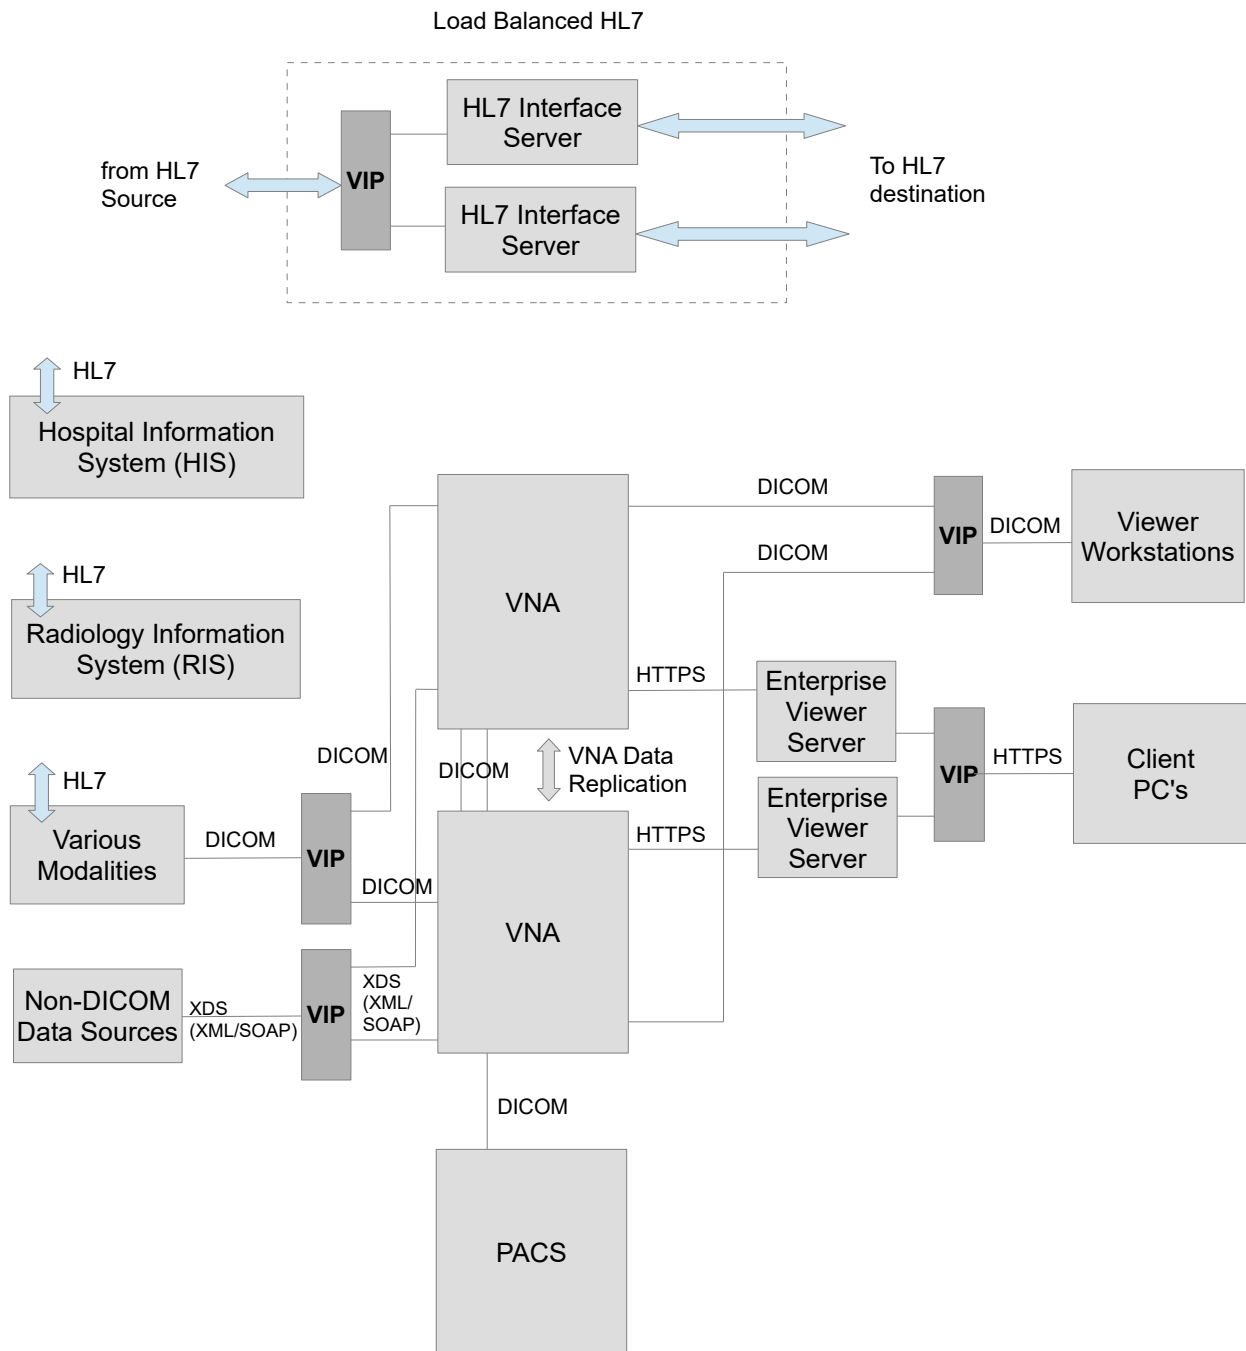 Load Balanced HL7
HL7 Interface
Server
from HL7
Source
VIP
To HL7
destination
HL7 Interface
Server
HL7
Hospital Information
System (HIS)
HL7
Radiology Information
System (RIS)
HL7
Various
Modalities
DICOM
VIP
DICOM
DICOM
Non-DICOM
Data Sources
XDS
(XML/SOAP)
VIP
XDS
(XML/
SOAP)
VNA
DICOM
VNA Data
Replication
VNA
DICOM
PACS
DICOM
DICOM
VIP
DICOM
Viewer
Workstations
HTTPS
Enterprise
Viewer
Server
HTTPS
Enterprise
Viewer
Server
VIP
HTTPS
Client
PC's